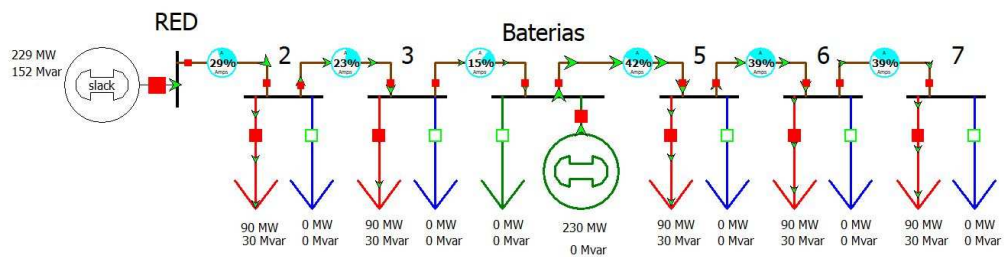 RED
Baterias
229 MW
152 Mvar
slack
A
29%
Amps
2
A
23%
Amps
3
A
15%
Amps
A
42%
Amps
5
A
39%
Amps
6
A
39%
Amps
7
90 MW
30 Mvar
0 MW
0 Mvar
90 MW
30 Mvar
0 MW
0 Mvar
0 MW
0 Mvar
230 MW
0 Mvar
90 MW
30 Mvar
0 MW
0 Mvar
90 MW
30 Mvar
0 MW
0 Mvar
90 MW
30 Mvar
0 MW
0 Mvar